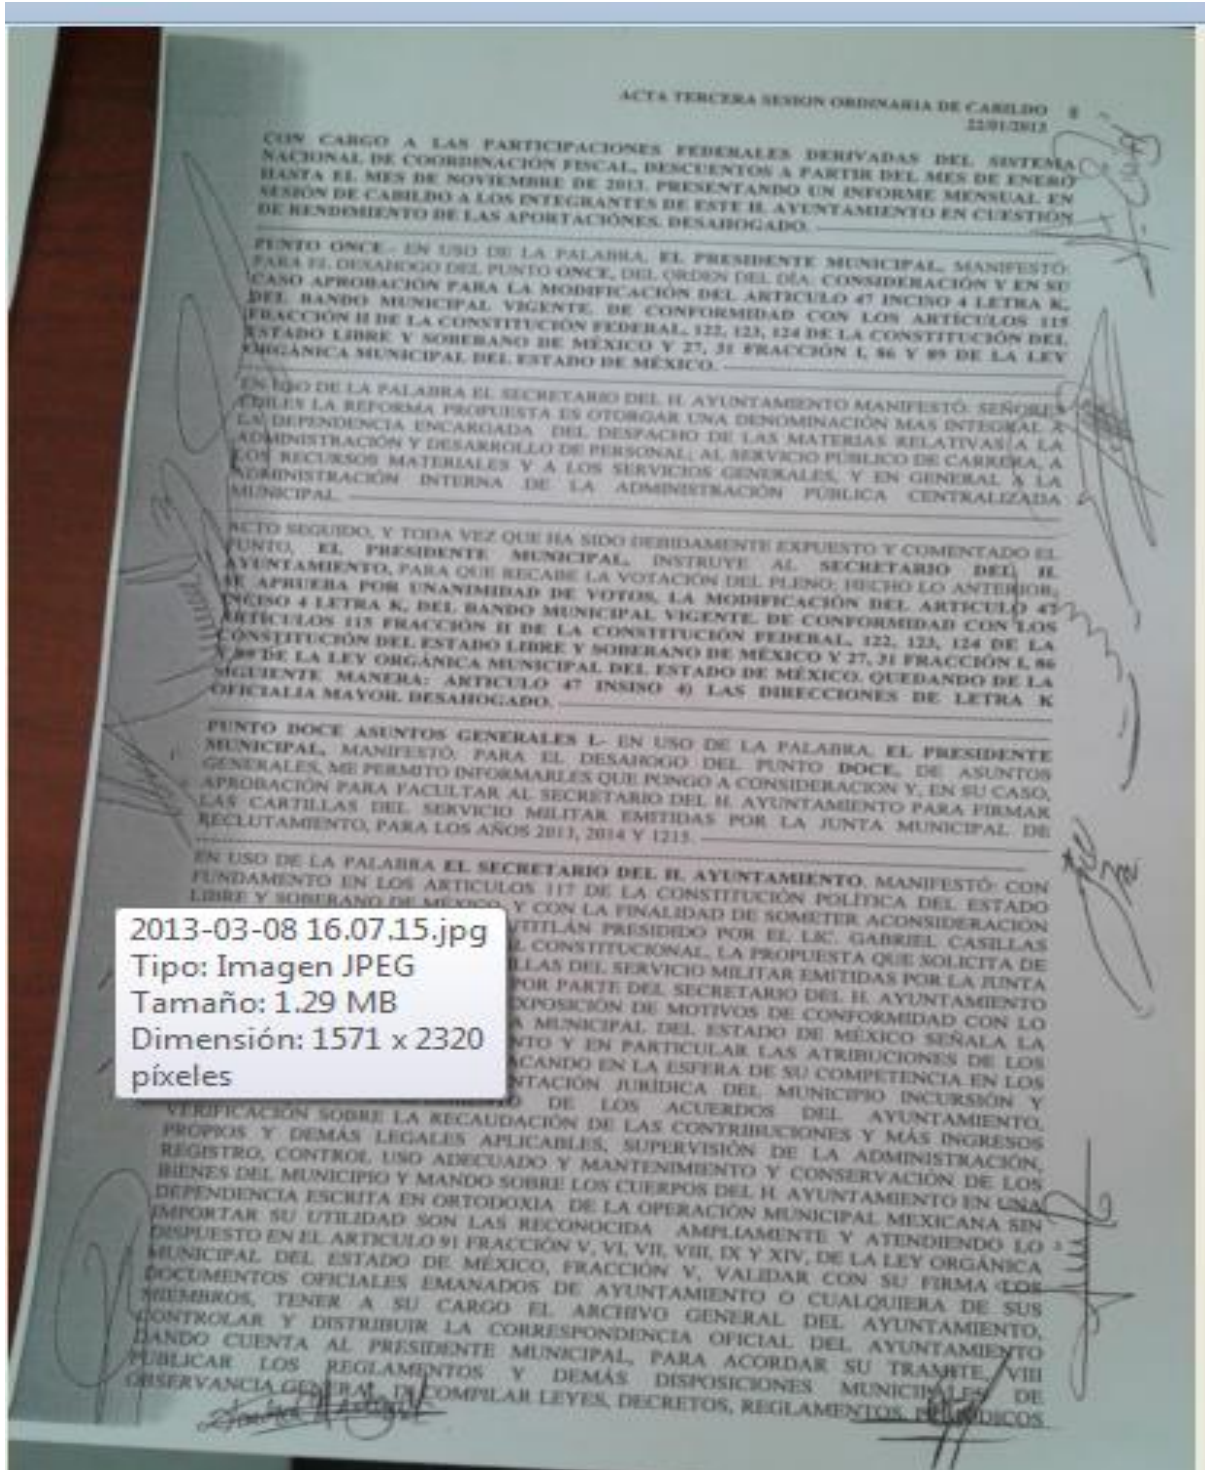 ACTA TERCERA SESION ORDINARIA DE CABILDO 8
22/01/2013
CON CARGO A LAS PARTICIPACIONES FEDERALES DERIVADAS DEL SISTEMA
NACIONAL DE COORDINACIÓN FISCAL, DESCUENTOS A PARTIR DEL MES DE ENERO
HASTA EL MES DE NOVIEMBRE DE 2013. PRESENTANDO UN INFORME MENSUAL EN
SESIÓN DE CABILDO A LOS INTEGRANTES DE ESTE H. AYUNTAMIENTO EN CUESTIÓN
DE RENDIMIENTO DE LAS APORTACIÓNES. DESAHOGADO.
PUNTO ONCE.- EN USO DE LA PALABRA, EL PRESIDENTE MUNICIPAL, MANIFESTÓ:
PARA EL DESAHOGO DEL PUNTO ONCE, DEL ORDEN DEL DÍA: CONSIDERACIÓN Y EN SU
CASO APROBACIÓN PARA LA MODIFICACIÓN DEL ARTICULO 47 INCISO 4 LETRA K,
DEL BANDO MUNICIPAL VIGENTE. DE CONFORMIDAD CON LOS ARTÍCULOS 115
FRACCIÓN II DE LA CONSTITUCIÓN FEDERAL, 122, 123, 124 DE LA CONSTITUCIÓN DEL
ESTADO LIBRE Y SOBERANO DE MÉXICO Y 27, 31 FRACCIÓN I, 86 Y 89 DE LA LEY
ORGÁNICA MUNICIPAL DEL ESTADO DE MÉXICO.
EN USO DE LA PALABRA EL SECRETARIO DEL H. AYUNTAMIENTO MANIFESTÓ: SEÑORES
EDILES LA REFORMA PROPUESTA ES OTORGAR UNA DENOMINACIÓN MAS INTEGRAL A
LA DEPENDENCIA ENCARGADA DEL DESPACHO DE LAS MATERIAS RELATIVAS A LA
ADMINISTRACIÓN Y DESARROLLO DE PERSONAL; AL SERVICIO PÚBLICO DE CARRERA, A
LOS RECURSOS MATERIALES Y A LOS SERVICIOS GENERALES, Y EN GENERAL A LA
ADMINISTRACIÓN INTERNA DE LA ADMINISTRACIÓN PÚBLICA CENTRALIZADA
MUNICIPAL.
ACTO SEGUIDO, Y TODA VEZ QUE HA SIDO DEBIDAMENTE EXPUESTO Y COMENTADO EL
PUNTO, EL PRESIDENTE MUNICIPAL, INSTRUYE AL SECRETARIO DEL H.
AYUNTAMIENTO, PARA QUE RECABE LA VOTACIÓN DEL PLENO; HECHO LO ANTERIOR,
SE APRUEBA POR UNANIMIDAD DE VOTOS, LA MODIFICACIÓN DEL ARTICULO 47
INCISO 4 LETRA K, DEL BANDO MUNICIPAL VIGENTE. DE CONFORMIDAD CON LOS
ARTÍCULOS 115 FRACCIÓN II DE LA CONSTITUCIÓN FEDERAL, 122, 123, 124 DE LA
CONSTITUCIÓN DEL ESTADO LIBRE Y SOBERANO DE MÉXICO Y 27, 31 FRACCIÓN I, 86
Y 89 DE LA LEY ORGÁNICA MUNICIPAL DEL ESTADO DE MÉXICO. QUEDANDO DE LA
SIGUIENTE MANERA: ARTICULO 47 INSISO 4) LAS DIRECCIONES DE LETRA K
OFICIALIA MAYOR. DESAHOGADO.
PUNTO DOCE ASUNTOS GENERALES I.- EN USO DE LA PALABRA, EL PRESIDENTE
MUNICIPAL, MANIFESTÓ, PARA EL DESAHOGO DEL PUNTO DOCE, DE ASUNTOS
GENERALES, ME PERMITO INFORMARLES QUE PONGO A CONSIDERACION Y, EN SU CASO,
APROBACIÓN PARA FACULTAR AL SECRETARIO DEL H. AYUNTAMIENTO PARA FIRMAR
LAS CARTILLAS DEL SERVICIO MILITAR EMITIDAS POR LA JUNTA MUNICIPAL DE
RECLUTAMIENTO, PARA LOS AÑOS 2013, 2014 Y 1215.
EN USO DE LA PALABRA EL SECRETARIO DEL H. AYUNTAMIENTO, MANIFESTÓ: CON
FUNDAMENTO EN LOS ARTICULOS 117 DE LA CONSTITUCIÓN POLÍTICA DEL ESTADO
LIBRE Y SOBERANO DE MÉXICO, Y CON LA FINALIDAD DE SOMETER ACONSIDERACIÓN
TITLÁN PRESIDIDO POR EL LIC. GABRIEL CASILLAS
2013-03-08 16.07.15.jpg
L CONSTITUCIONAL, LA PROPUESTA QUE SOLICITA DE
Tipo: Imagen JPEG
LLAS DEL SERVICIO MILITAR EMITIDAS POR LA JUNTA
Tamaño: 1.29 MB
POR PARTE DEL SECRETARIO DEL H. AYUNTAMIENTO
XPOSICIÓN DE MOTIVOS DE CONFORMIDAD CON LO
Dimensión: 1571 x 2320
A MUNICIPAL DEL ESTADO DE MÉXICO SEÑALA LA
píxeles
NTO Y EN PARTICULAR LAS ATRIBUCIONES DE LOS
ACANDO EN LA ESFERA DE SU COMPETENCIA EN LOS
NTACIÓN JURÍDICA DEL MUNICIPIO INCURSIÓN Y
DE LOS ACUERDOS DEL AYUNTAMIENTO,
VERIFICACIÓN SOBRE LA RECAUDACIÓN DE LAS CONTRIBUCIONES Y MÁS INGRESOS
PROPIOS Y DEMÁS LEGALES APLICABLES, SUPERVISIÓN DE LA ADMINISTRACIÓN,
REGISTRO, CONTROL, USO ADECUADO Y MANTENIMIENTO Y CONSERVACIÓN DE LOS
BIENES DEL MUNICIPIO Y MANDO SOBRE LOS CUERPOS DEL H. AYUNTAMIENTO EN UNA
DEPENDENCIA ESCRITA EN ORTODOXIA DE LA OPERACIÓN MUNICIPAL MEXICANA SIN
IMPORTAR SU UTILIDAD SON LAS RECONOCIDA AMPLIAMENTE Y ATENDIENDO LO
DISPUESTO EN EL ARTICULO 91 FRACCIÓN V, VI, VII, VIII, IX Y XIV, DE LA LEY ORGÁNICA
MUNICIPAL DEL ESTADO DE MÉXICO, FRACCIÓN V, VALIDAR CON SU FIRMA LOS
DOCUMENTOS OFICIALES EMANADOS DE AYUNTAMIENTO O CUALQUIERA DE SUS
MIEMBROS, TENER A SU CARGO EL ARCHIVO GENERAL DEL AYUNTAMIENTO,
CONTROLAR Y DISTRIBUIR LA CORRESPONDENCIA OFICIAL DEL AYUNTAMIENTO
DANDO CUENTA AL PRESIDENTE MUNICIPAL, PARA ACORDAR SU TRAMITE, VIII
PUBLICAR LOS REGLAMENTOS Y DEMÁS DISPOSICIONES MUNICIPALES DE
OBSERVANCIA GENERAL, IX COMPILAR LEYES, DECRETOS, REGLAMENTOS, PERIÓDICOS